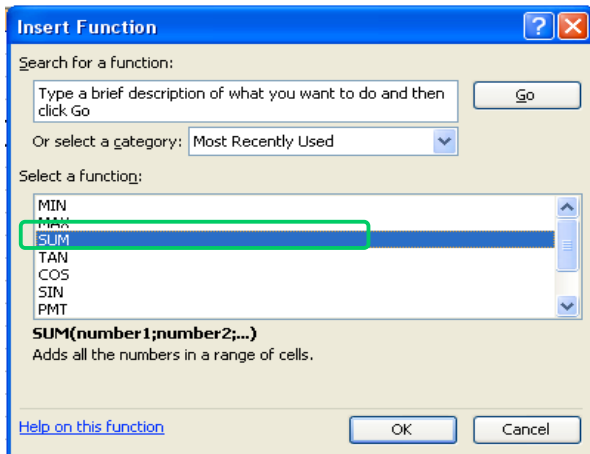 Insert Function
Search for a function:
Type a brief description of what you want to do and then
click Go
Go
Or select a category: Most Recently Used
Select a function:
MIN
MAX
SUM
TAN
COS
SIN
PMT
SUM(number1;number2;...)
Adds all the numbers in a range of cells.
Help on this function
OK
Cancel